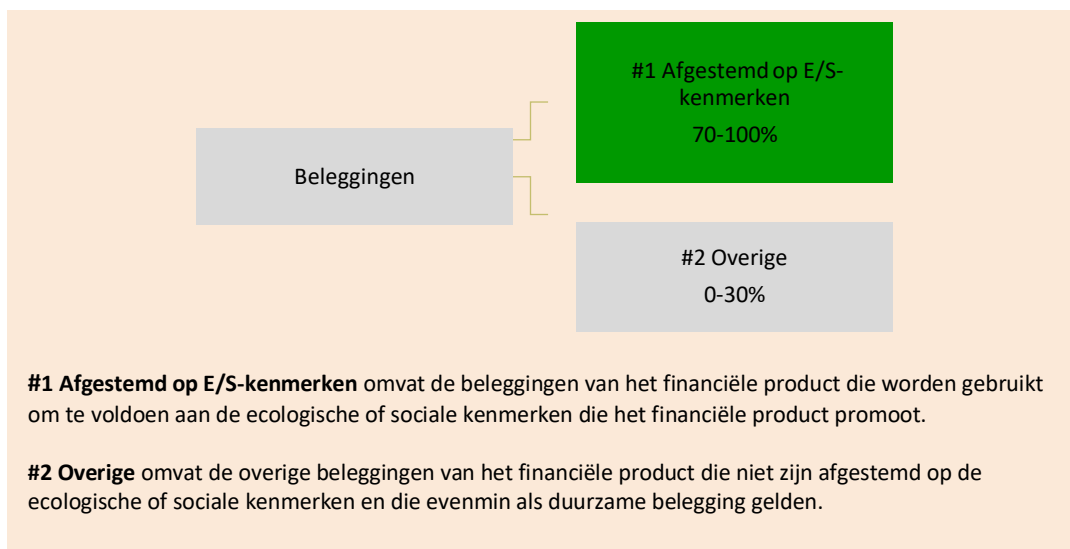 #1 Afgestemd op E/S-
kenmerken
70-100%
Beleggingen
#2 Overige
0-30%
#1 Afgestemd op E/S-kenmerken omvat de beleggingen van het financiële product die worden gebruikt
om te voldoen aan de ecologische of sociale kenmerken die het financiële product promoot.
#2 Overige omvat de overige beleggingen van het financiële product die niet zijn afgestemd op de
ecologische of sociale kenmerken en die evenmin als duurzame belegging gelden.